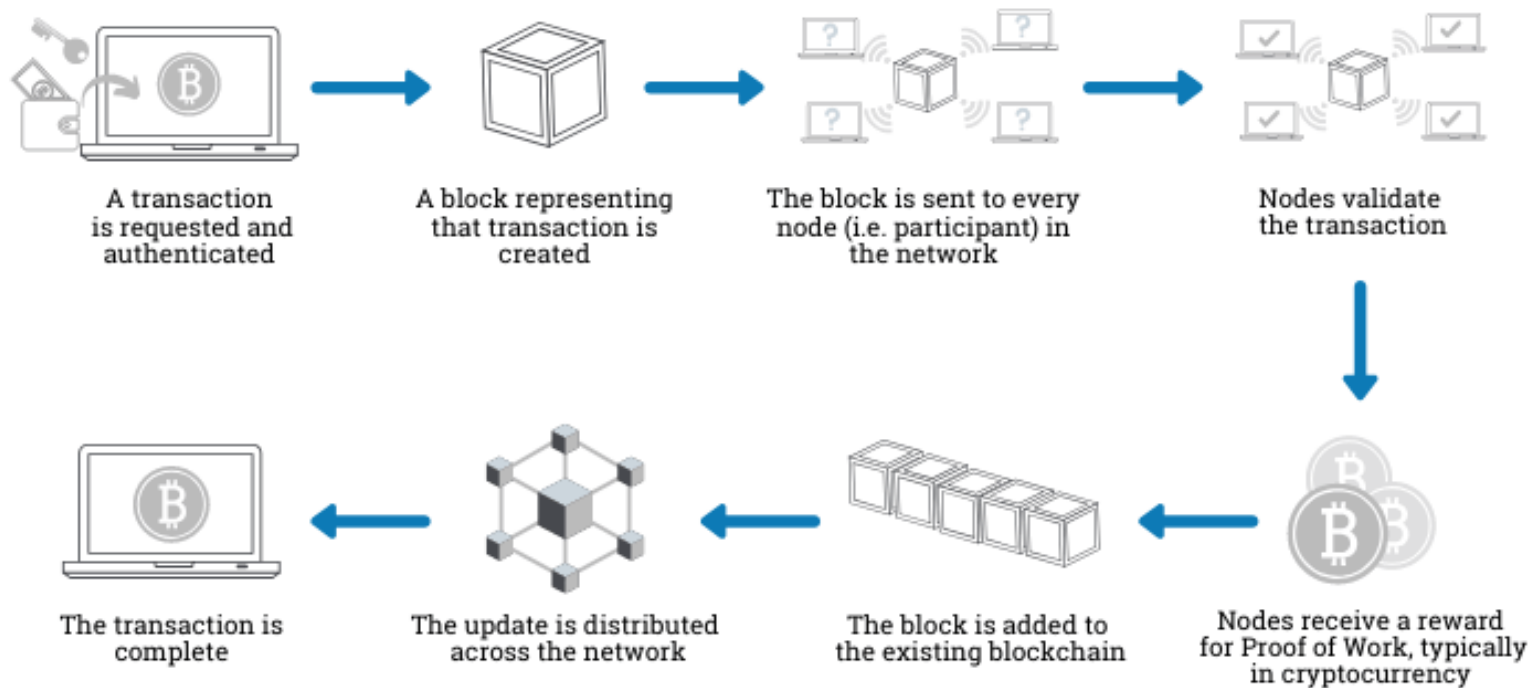 A transaction
is requested and
authenticated
A block representing
that transaction is
created
The block is sent to every
node (i.e. participant) in
the network
Nodes validate
the transaction
The transaction is
complete
The update is distributed
across the network
The block is added to
the existing blockchain
Nodes receive a reward
for Proof of Work, typically
in cryptocurrency